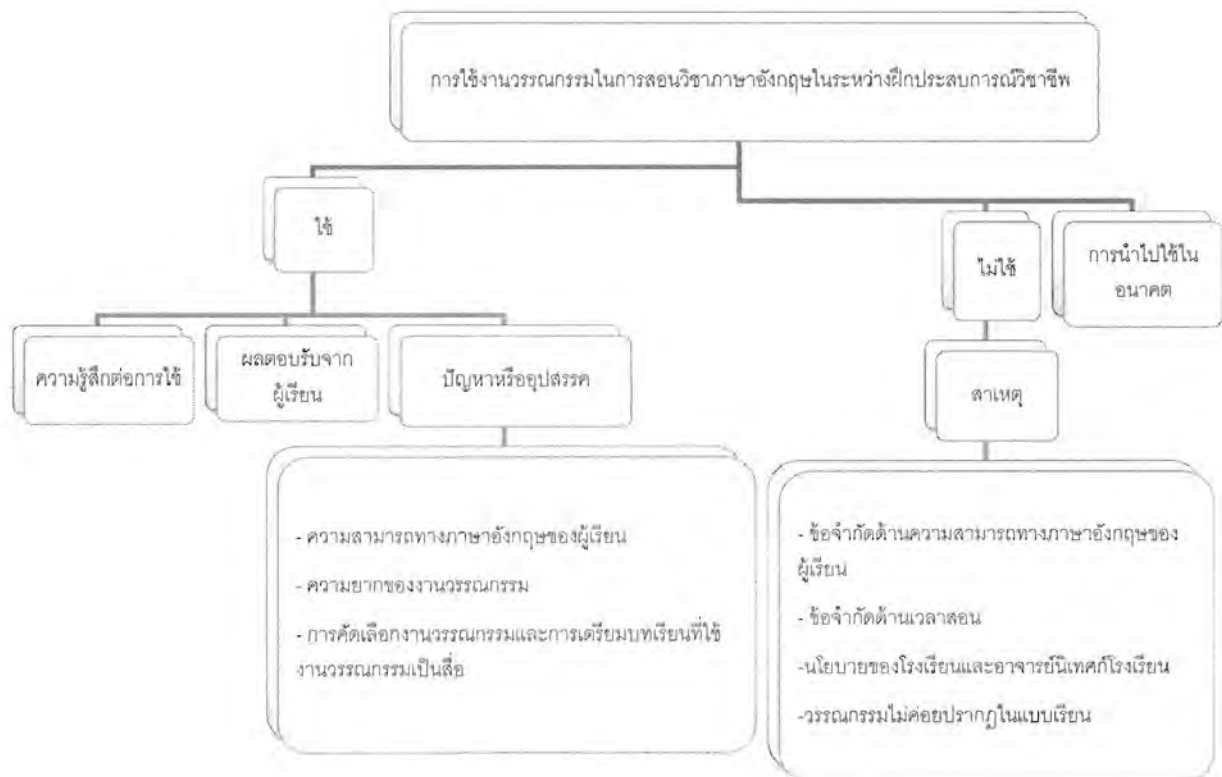 การใช้งานวรรณกรรมในการสอนวิชาภาษาอังกฤษในระหว่างฝึกประสบการณ์วิชาชีพ
ใช้
ไม่ใช้
การนำไปใช้ใน
อนาคต
ความรู้สึกต่อการใช้
ผลตอบรับจาก
ผู้เรียน
ปัญหาหรืออุปสรรค
สาเหตุ
- ความสามารถทางภาษาอังกฤษของผู้เรียน
- ความยากของงานวรรณกรรม
- การคัดเลือกงานวรรณกรรมและการเตรียมบทเรียนที่ใช้
งานวรรณกรรมเป็นสื่อ
- ข้อจำกัดด้านความสามารถทางภาษาอังกฤษของ
ผู้เรียน
- ข้อจำกัดด้านเวลาสอน
-นโยบายของโรงเรียนและอาจารย์นิเทศก์โรงเรียน
-วรรณกรรมไม่ค่อยปรากฏในแบบเรียน